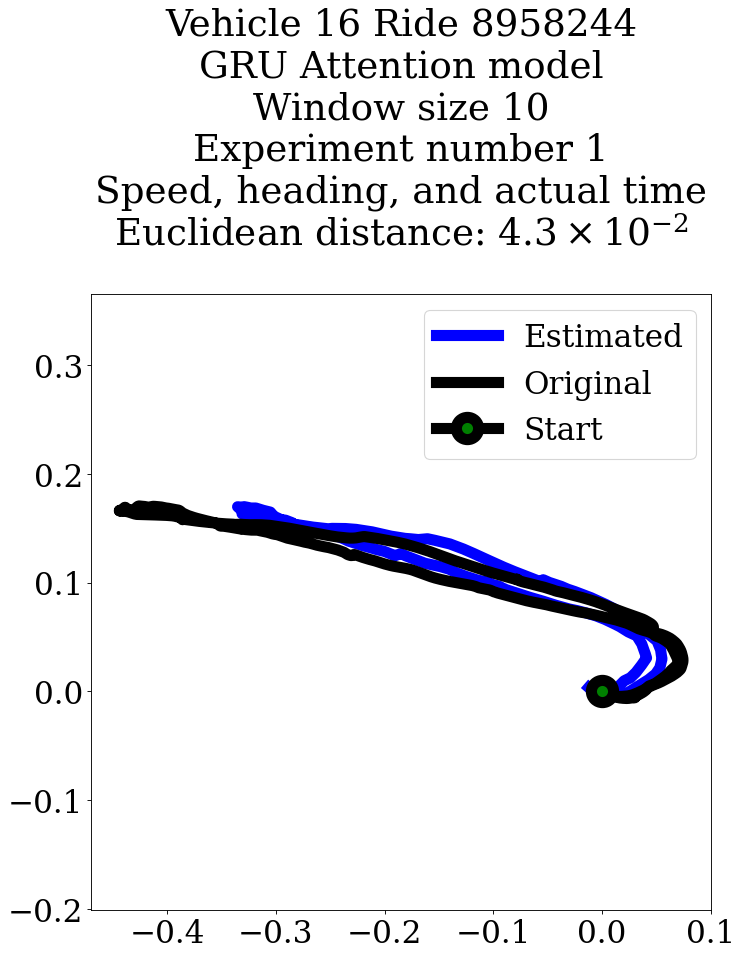 Vehicle 16 Ride 8958244
GRU Attention model
Window size 10
Experiment number 1
Speed, heading, and actual time
Euclidean distance: 4.3 × 10⁻²
Estimated
Original
Start
0.3
0.2
0.1
0.0
−0.1
−0.2
−0.4 −0.3 −0.2 −0.1 0.0 0.1